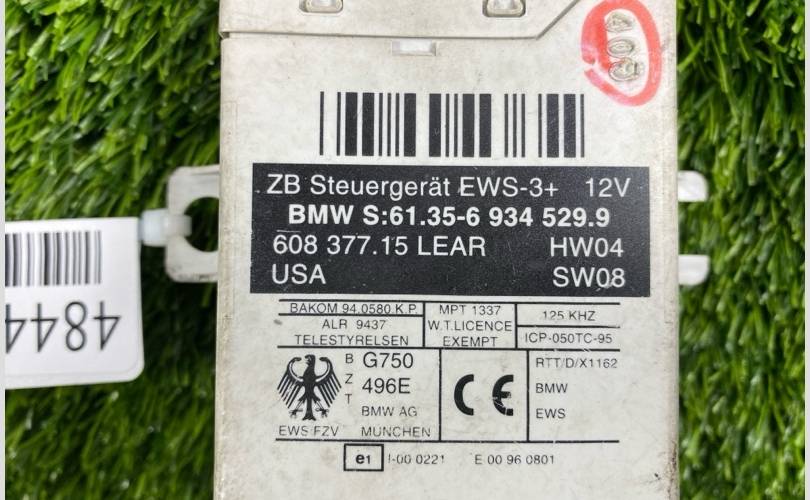 ZB Steuergerät EWS-3+ 12V
BMW S:61.35-6 934 529.9
608 377.15 LEAR HW04
USA SW08
BAKOM 94.0580.K.P.
ALR 9437
TELESTYRELSEN
MPT 1337
W.T.LICENCE
EXEMPT
125 KHZ
ICP-050TC-95
BZT
G750
496E
BMW AG
MÜNCHEN
EWS FZV
CE
RTT/D/X1162
BMW
EWS
e1 I-00 0221 E 00 96 0801
4844